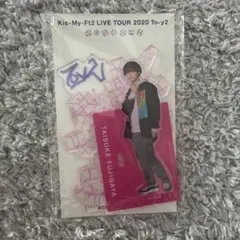 Kis-My-Ft2 LIVE TOUR 2020 To-y2
To-y2
TAISUKE FUJIGAYA